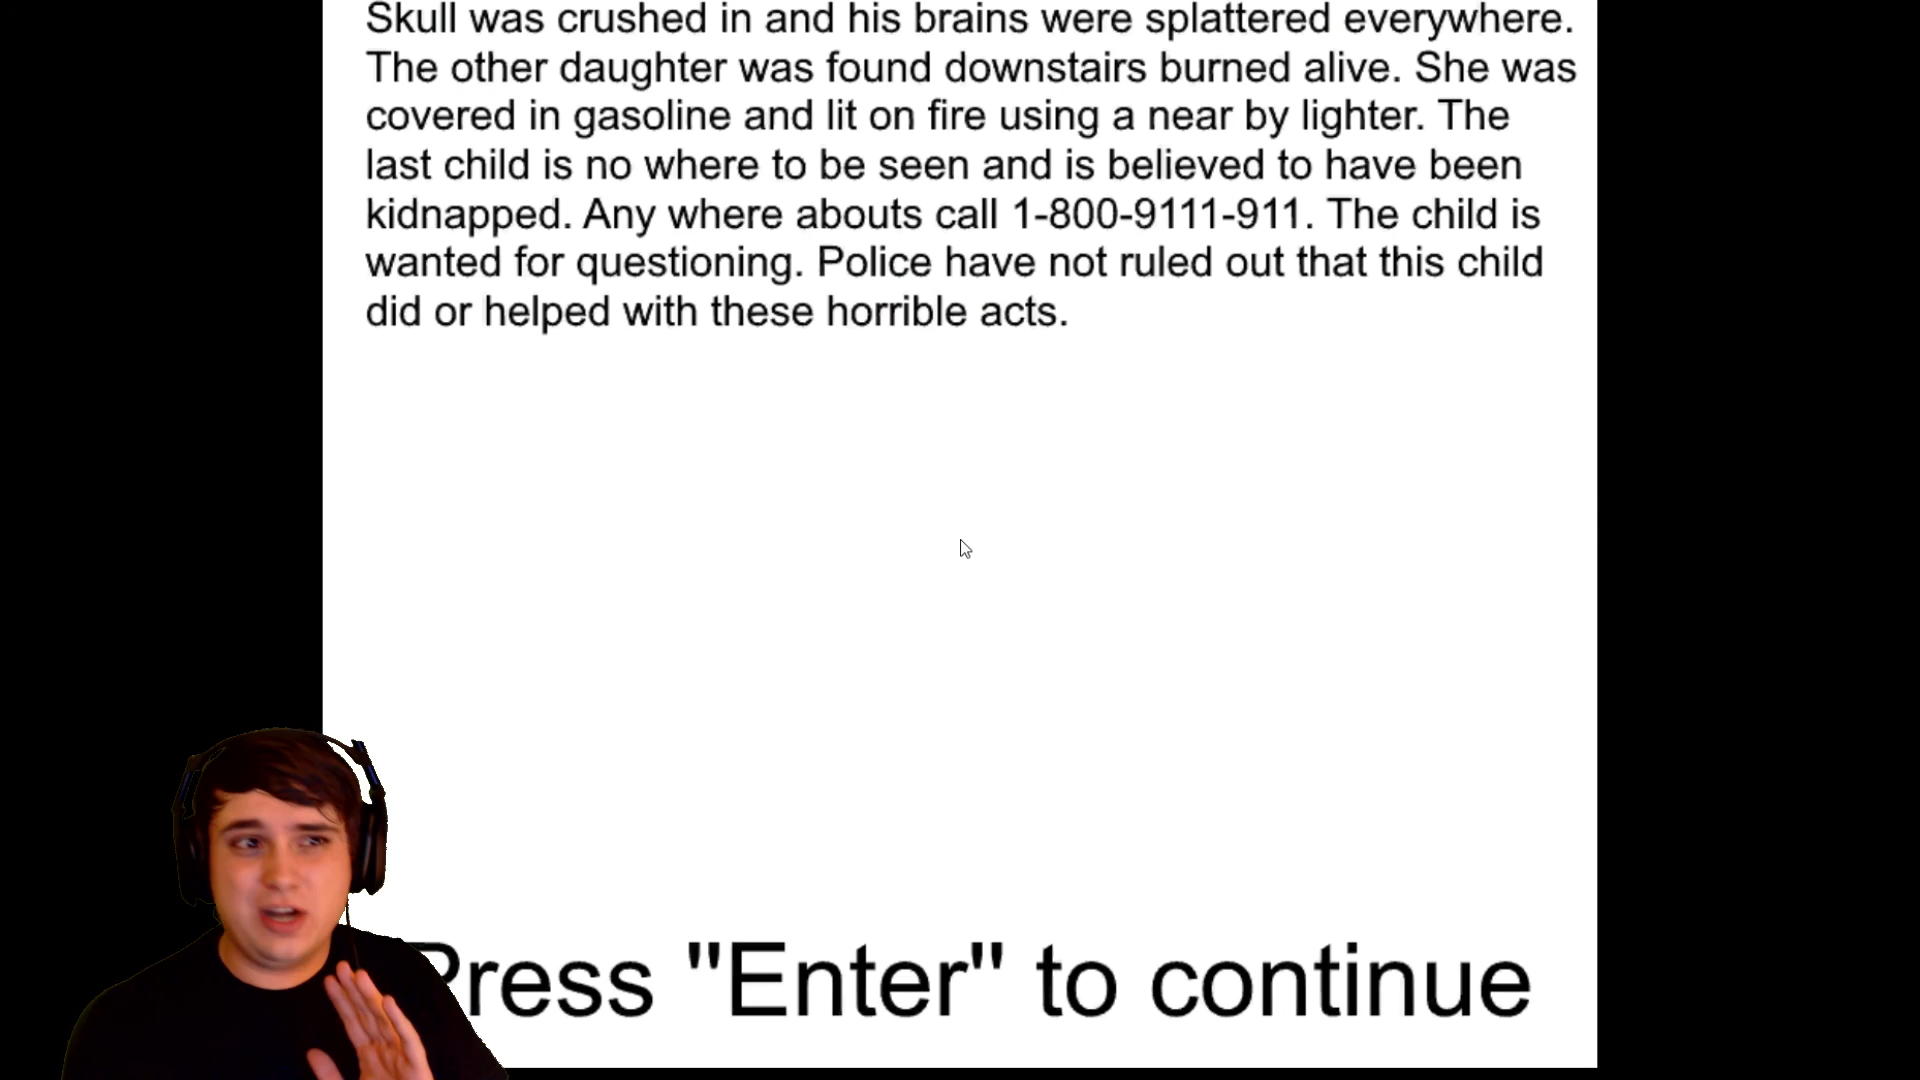 Skull was crushed in and his brains were splattered everywhere.
The other daughter was found downstairs burned alive. She was
covered in gasoline and lit on fire using a near by lighter. The
last child is no where to be seen and is believed to have been
kidnapped. Any where abouts call 1-800-9111-911. The child is
wanted for questioning. Police have not ruled out that this child
did or helped with these horrible acts.
Press "Enter" to continue